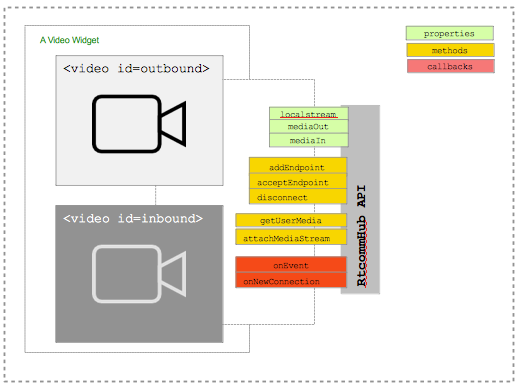 A Video Widget
<video id=outbound>
<video id=inbound>
properties
methods
callbacks
localstream
mediaOut
mediaIn
addEndpoint
acceptEndpoint
disconnect
getUserMedia
attachMediaStream
onEvent
onNewConnection
RtcommHub API